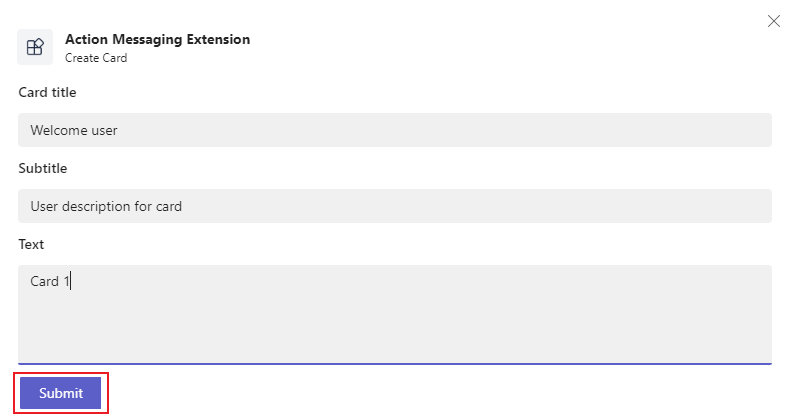 Action Messaging Extension
Create Card
Card title
Welcome user
Subtitle
User description for card
Text
Card 1
Submit